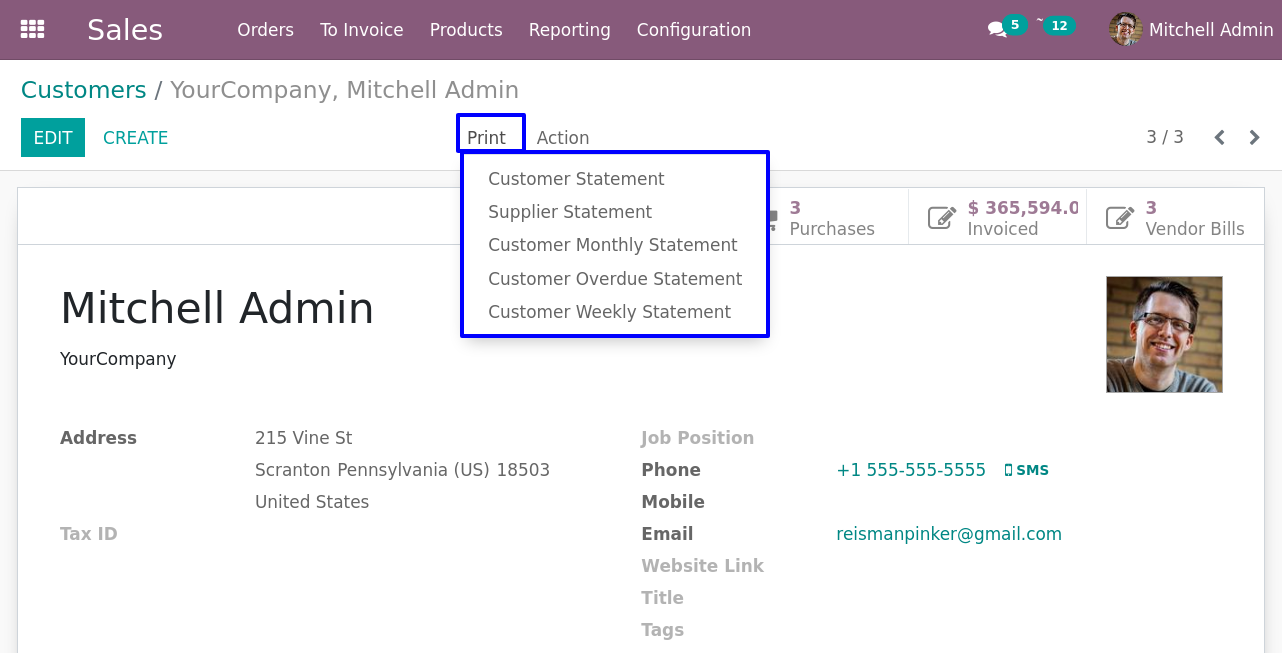 Sales Orders To Invoice Products Reporting Configuration 5 12 Mitchell Admin
Customers / YourCompany, Mitchell Admin
EDIT CREATE Print Action 3 / 3
Customer Statement
Supplier Statement
Customer Monthly Statement
Customer Overdue Statement
Customer Weekly Statement
3
Purchases
$ 365,594.0
Invoiced
3
Vendor Bills
Mitchell Admin
YourCompany
Address 215 Vine St
Scranton Pennsylvania (US) 18503
United States
Tax ID
Job Position
Phone +1 555-555-5555 SMS
Mobile
Email reismanpinker@gmail.com
Website Link
Title
Tags